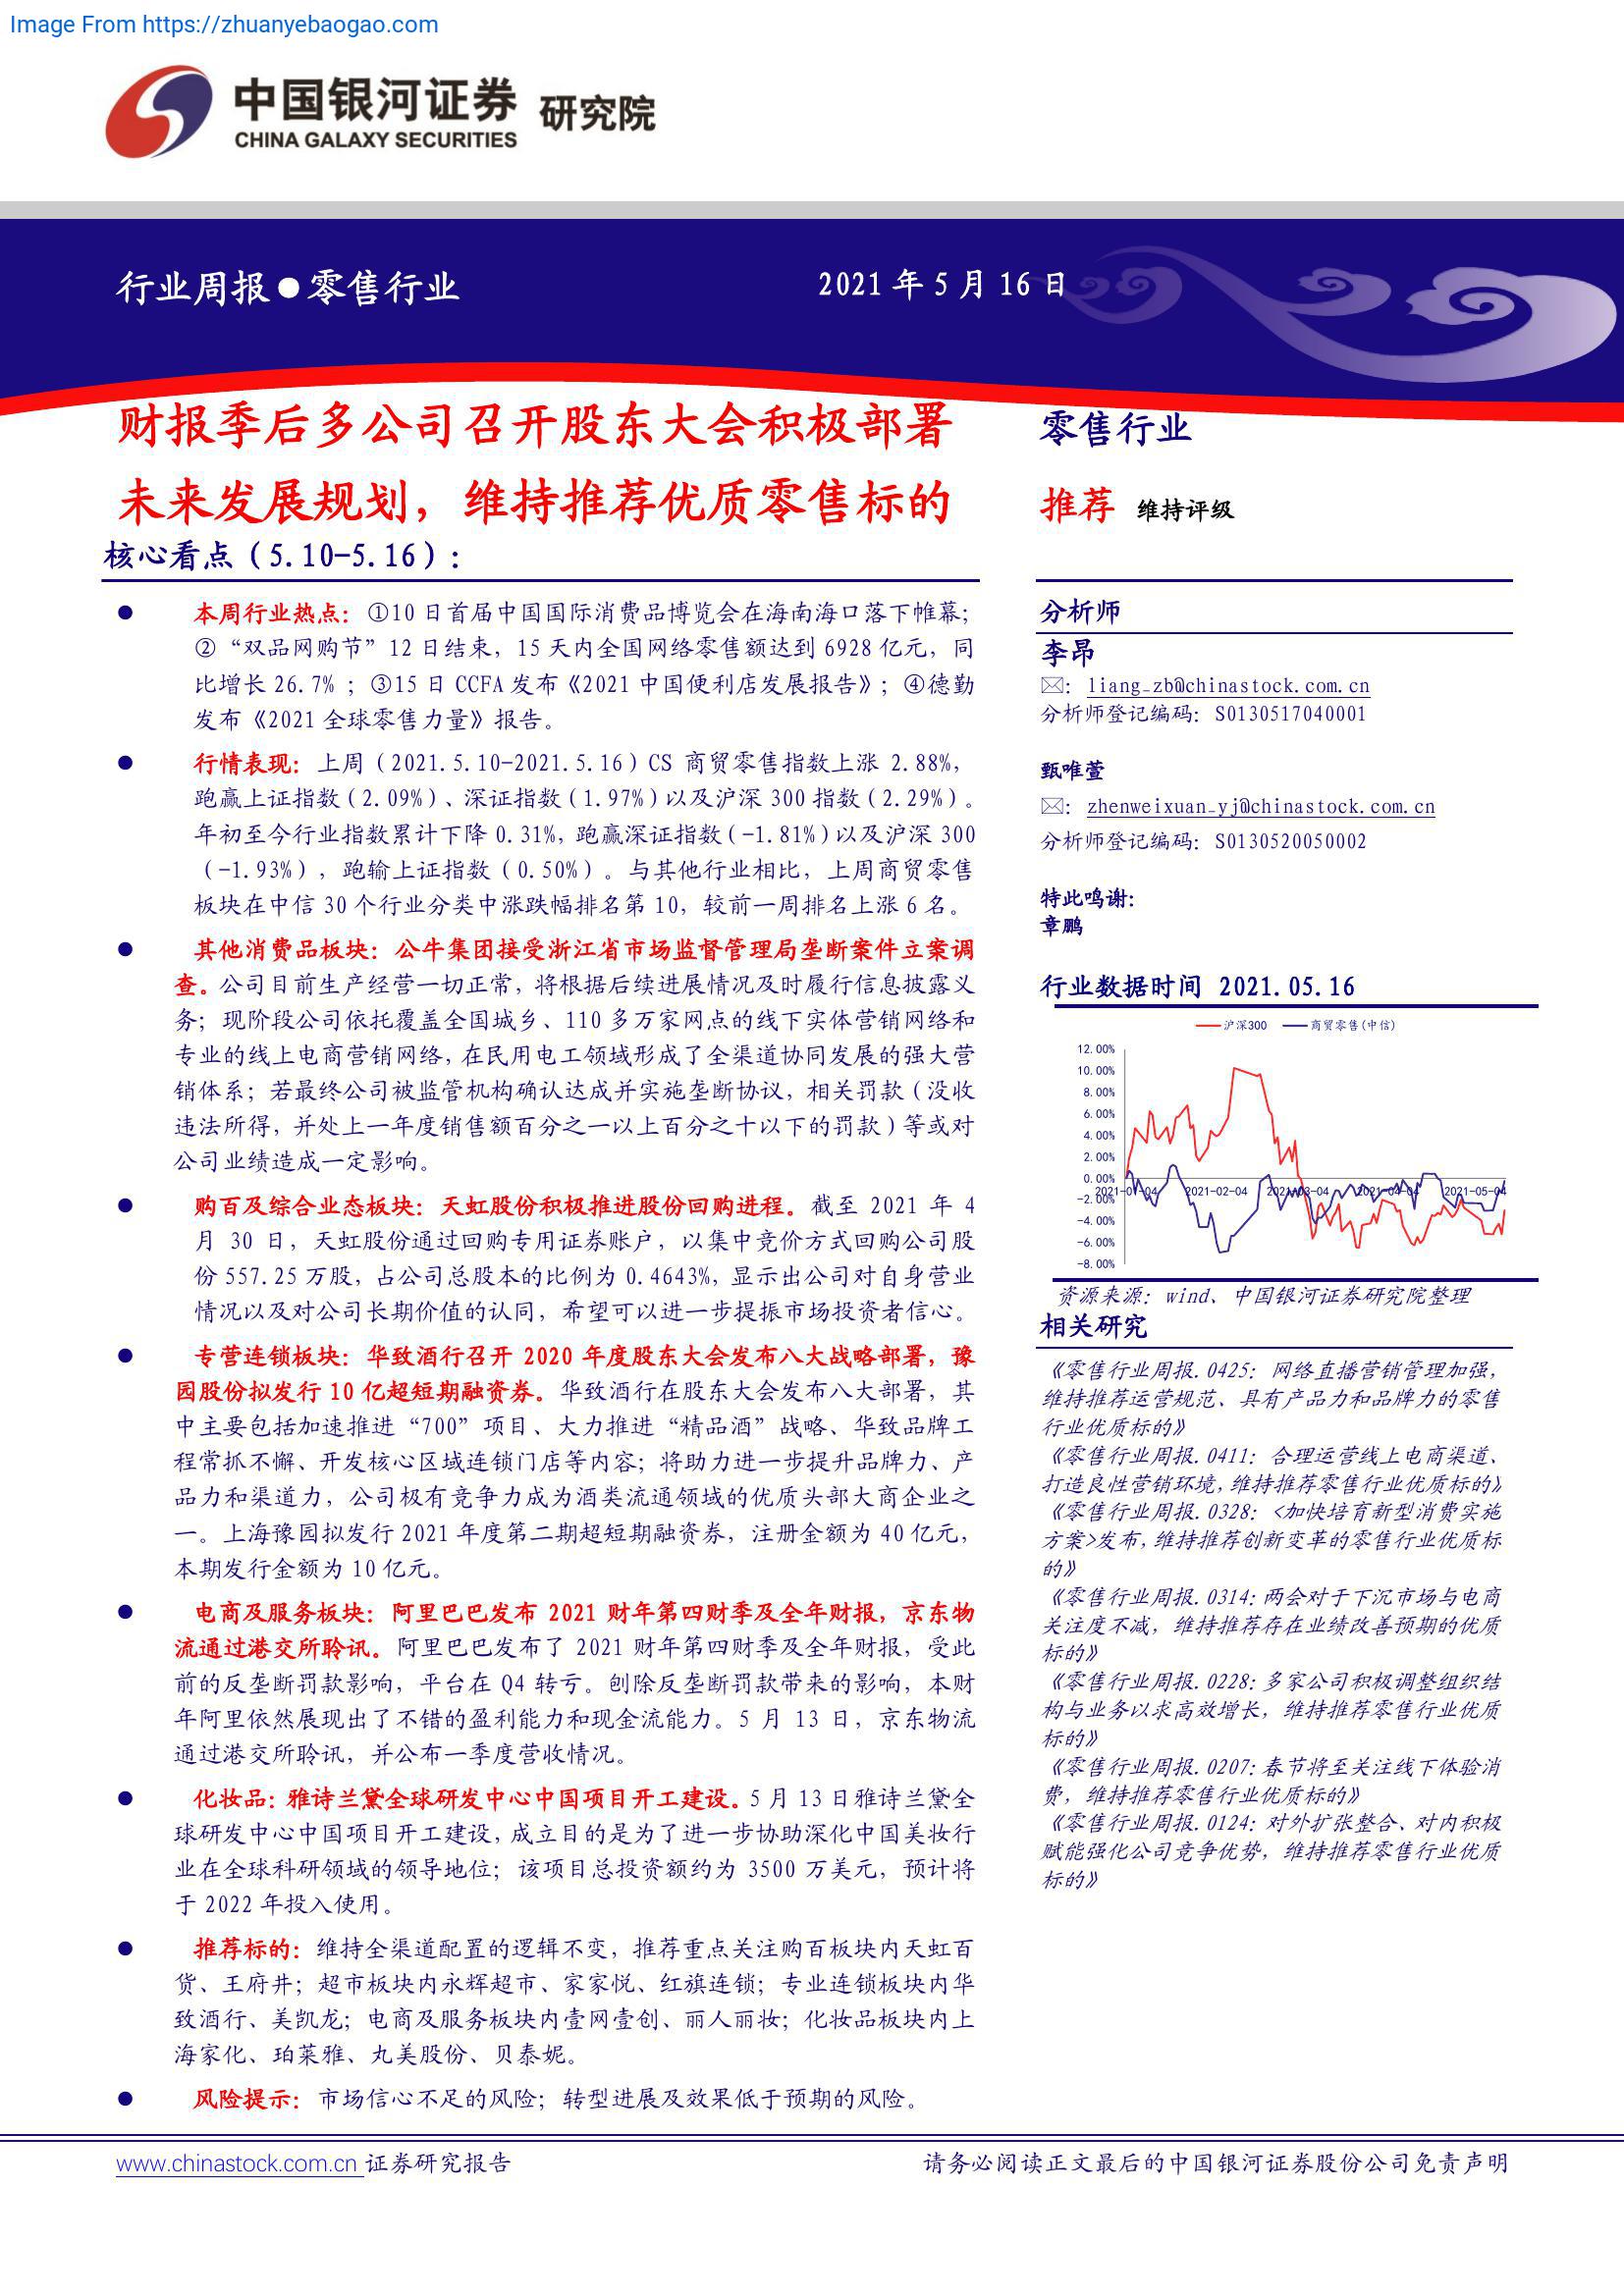 Image From https://zhuanyebaogao.com
中国银河证券 研究院
CHINA GALAXY SECURITIES
行业周报●零售行业
2021 年 5 月 16 日
财报季后多公司召开股东大会积极部署
未来发展规划，维持推荐优质零售标的
核心看点（5.10-5.16）：
● 本周行业热点：①10 日首届中国国际消费品博览会在海南海口落下帷幕；
②“双品网购节”12 日结束，15 天内全国网络零售额达到 6928 亿元，同
比增长 26.7%；③15 日 CCFA 发布《2021 中国便利店发展报告》；④德勤
发布《2021 全球零售力量》报告。
● 行情表现：上周（2021.5.10-2021.5.16）CS 商贸零售指数上涨 2.88%，
跑赢上证指数（2.09%）、深证指数（1.97%）以及沪深 300 指数（2.29%）。
年初至今行业指数累计下降 0.31%，跑赢深证指数（-1.81%）以及沪深 300
（-1.93%），跑输上证指数（0.50%）。与其他行业相比，上周商贸零售
板块在中信 30 个行业分类中涨跌幅排名第 10，较前一周排名上涨 6 名。
● 其他消费品板块：公牛集团接受浙江省市场监督管理局垄断案件立案调
查。公司目前生产经营一切正常，将根据后续进展情况及时履行信息披露义
务；现阶段公司依托覆盖全国城乡、110 多万家网点的线下实体营销网络和
专业的线上电商营销网络，在民用电工领域形成了全渠道协同发展的强大营
销体系；若最终公司被监管机构确认达成并实施垄断协议，相关罚款（没收
违法所得，并处上一年度销售额百分之一以上百分之十以下的罚款）等或对
公司业绩造成一定影响。
● 购百及综合业态板块：天虹股份积极推进股份回购进程。截至 2021 年 4
月 30 日，天虹股份通过回购专用证券账户，以集中竞价方式回购公司股
份 557.25 万股，占公司总股本的比例为 0.4643%，显示出公司对自身营业
情况以及对公司长期价值的认同，希望可以进一步提振市场投资者信心。
● 专营连锁板块：华致酒行召开 2020 年度股东大会发布八大战略部署，豫
园股份拟发行 10 亿超短期融资券。华致酒行在股东大会发布八大部署，其
中主要包括加速推进“700”项目、大力推进“精品酒”战略、华致品牌工
程常抓不懈、开发核心区域连锁门店等内容；将助力进一步提升品牌力、产
品力和渠道力，公司极有竞争力成为酒类流通领域的优质头部大商企业之
一。上海豫园拟发行 2021 年度第二期超短期融资券，注册金额为 40 亿元，
本期发行金额为 10 亿元。
● 电商及服务板块：阿里巴巴发布 2021 财年第四财季及全年财报，京东物
流通过港交所聆讯。阿里巴巴发布了 2021 财年第四财季及全年财报，受此
前的反垄断罚款影响，平台在 Q4 转亏。刨除反垄断罚款带来的影响，本财
年阿里依然展现出了不错的盈利能力和现金流能力。5 月 13 日，京东物流
通过港交所聆讯，并公布一季度营收情况。
● 化妆品：雅诗兰黛全球研发中心中国项目开工建设。5 月 13 日雅诗兰黛全
球研发中心中国项目开工建设，成立目的是为了进一步协助深化中国美妆行
业在全球科研领域的领导地位；该项目总投资额约为 3500 万美元，预计将
于 2022 年投入使用。
● 推荐标的：维持全渠道配置的逻辑不变，推荐重点关注购百板块内天虹百
货、王府井；超市板块内永辉超市、家家悦、红旗连锁；专业连锁板块内华
致酒行、美凯龙；电商及服务板块内壹网壹创、丽人丽妆；化妆品板块内上
海家化、珀莱雅、丸美股份、贝泰妮。
● 风险提示：市场信心不足的风险；转型进展及效果低于预期的风险。
零售行业
推荐 维持评级
分析师
李昂
✉：liang_zb@chinastock.com.cn
分析师登记编码：S0130517040001
甄唯萱
✉：zhenweixuan_yj@chinastock.com.cn
分析师登记编码：S0130520050002
特此鸣谢：
章鹏
行业数据时间 2021.05.16
沪深300 商贸零售(中信)
12.00%
10.00%
8.00%
6.00%
4.00%
2.00%
0.00%
-2.00%
-4.00%
-6.00%
-8.00%
2021-01-04 2021-02-04 2021-03-04 2021-04-04 2021-05-04
资源来源：wind、中国银河证券研究院整理
相关研究
《零售行业周报.0425：网络直播营销管理加强，
维持推荐运营规范、具有产品力和品牌力的零售
行业优质标的》
《零售行业周报.0411：合理运营线上电商渠道、
打造良性营销环境，维持推荐零售行业优质标的》
《零售行业周报.0328：<加快培育新型消费实施
方案>发布，维持推荐创新变革的零售行业优质标
的》
《零售行业周报.0314：两会对于下沉市场与电商
关注度不减，维持推荐存在业绩改善预期的优质
标的》
《零售行业周报.0228：多家公司积极调整组织结
构与业务以求高效增长，维持推荐零售行业优质
标的》
《零售行业周报.0207：春节将至关注线下体验消
费，维持推荐零售行业优质标的》
《零售行业周报.0124：对外扩张整合、对内积极
赋能强化公司竞争优势，维持推荐零售行业优质
标的》
www.chinastock.com.cn 证券研究报告
请务必阅读正文最后的中国银河证券股份公司免责声明